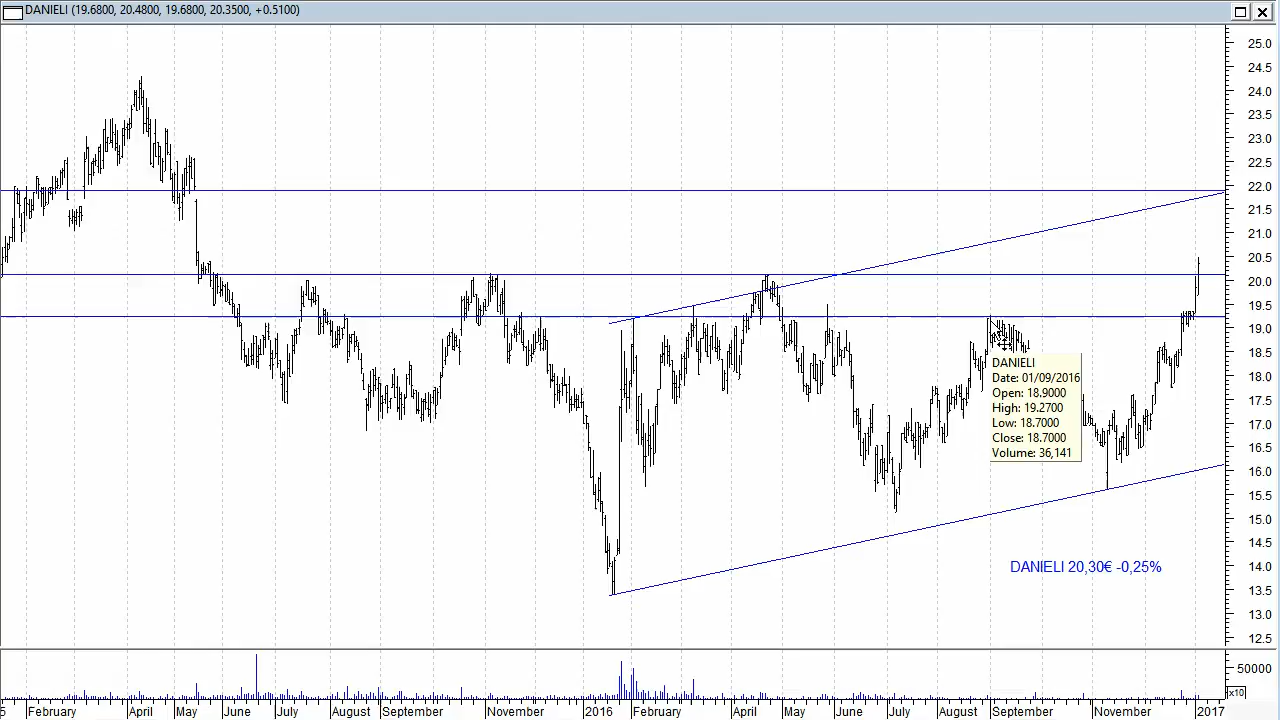 DANIELI (19.6800, 20.4800, 19.6800, 20.3500, +0.5100)
25.0
24.5
24.0
23.5
23.0
22.5
22.0
21.5
21.0
20.5
20.0
19.5
19.0
18.5
18.0
17.5
17.0
16.5
16.0
15.5
15.0
14.5
14.0
13.5
13.0
12.5
DANIELI
Date: 01/09/2016
Open: 18.9000
High: 19.2700
Low: 18.7000
Close: 18.7000
Volume: 36,141
DANIELI 20,30€ -0,25%
50000
x10
5 February April May June July August September November 2016 February April May June July August September November 2017